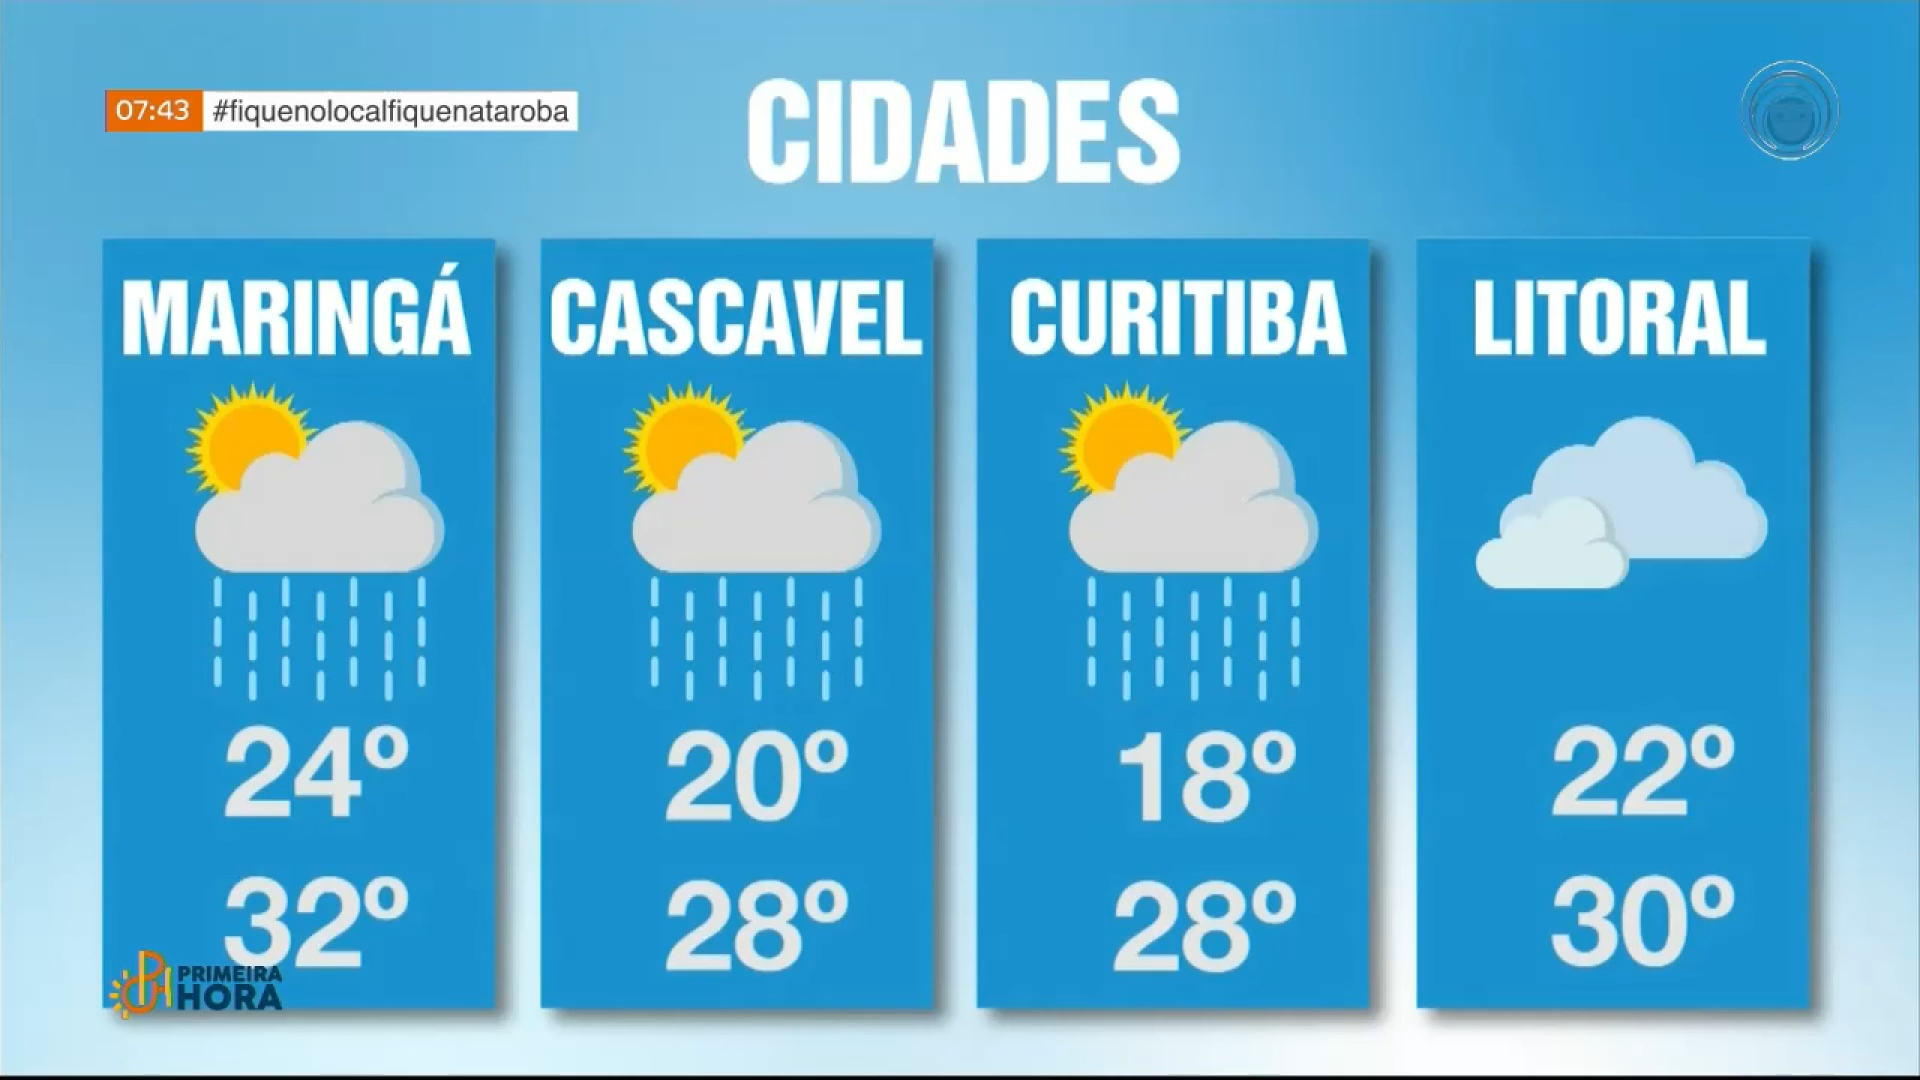 07:43 #fiquenolocalfiquenataroba
CIDADES
MARINGÁ
24º
32º
CASCAVEL
20º
28º
CURITIBA
18º
28º
LITORAL
22º
30º
PRIMEIRA
HORA